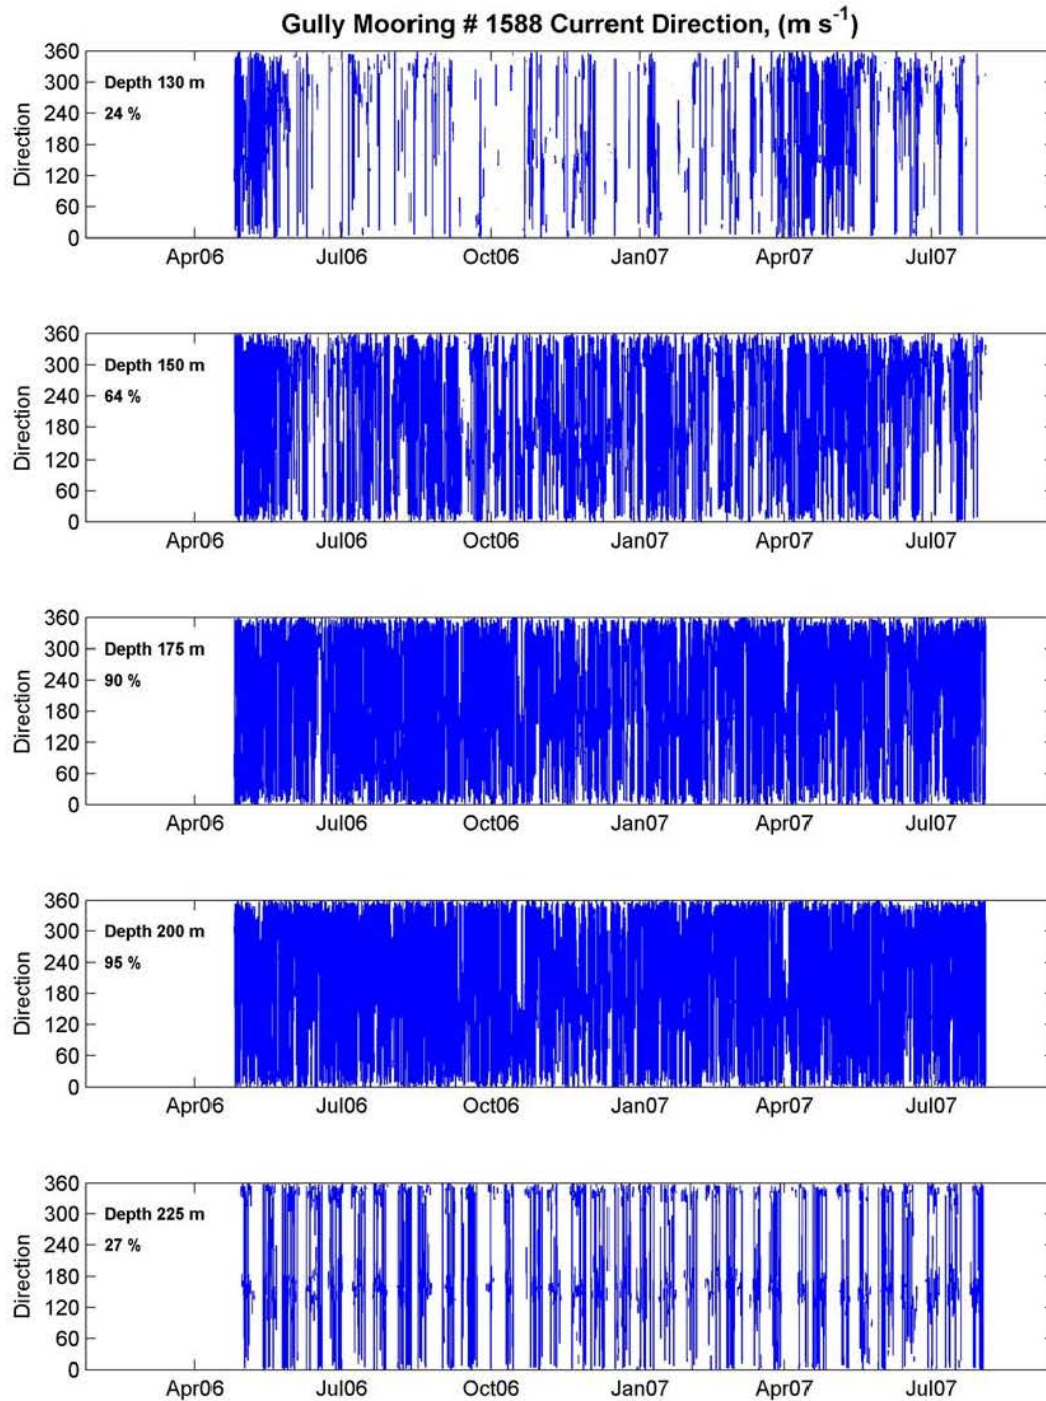 Gully Mooring # 1588 Current Direction, (m s⁻¹)
360
300
240
180
120
60
0
Direction
Depth 130 m
24 %
Apr06 Jul06 Oct06 Jan07 Apr07 Jul07
360
300
240
180
120
60
0
Direction
Depth 150 m
64 %
Apr06 Jul06 Oct06 Jan07 Apr07 Jul07
360
300
240
180
120
60
0
Direction
Depth 175 m
90 %
Apr06 Jul06 Oct06 Jan07 Apr07 Jul07
360
300
240
180
120
60
0
Direction
Depth 200 m
95 %
Apr06 Jul06 Oct06 Jan07 Apr07 Jul07
360
300
240
180
120
60
0
Direction
Depth 225 m
27 %
Apr06 Jul06 Oct06 Jan07 Apr07 Jul07